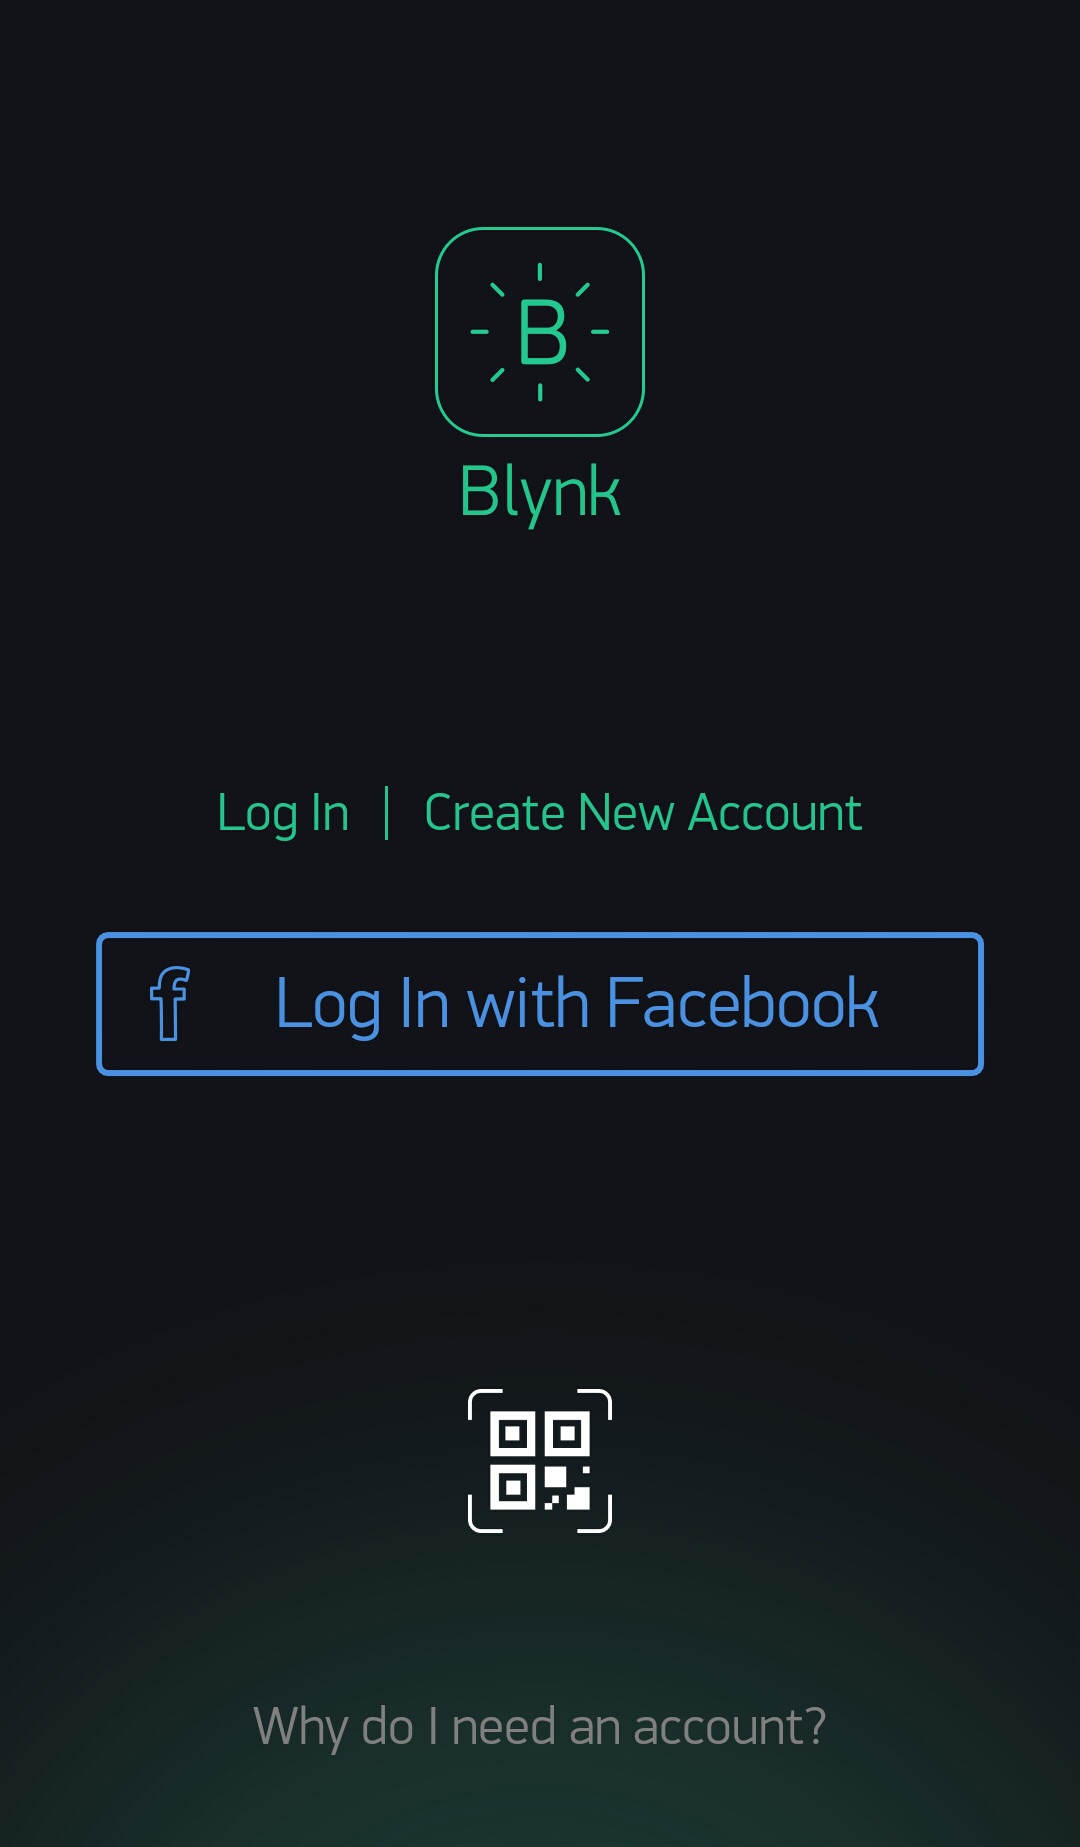 B
Blynk
Log In | Create New Account
f Log In with Facebook
Why do I need an account?